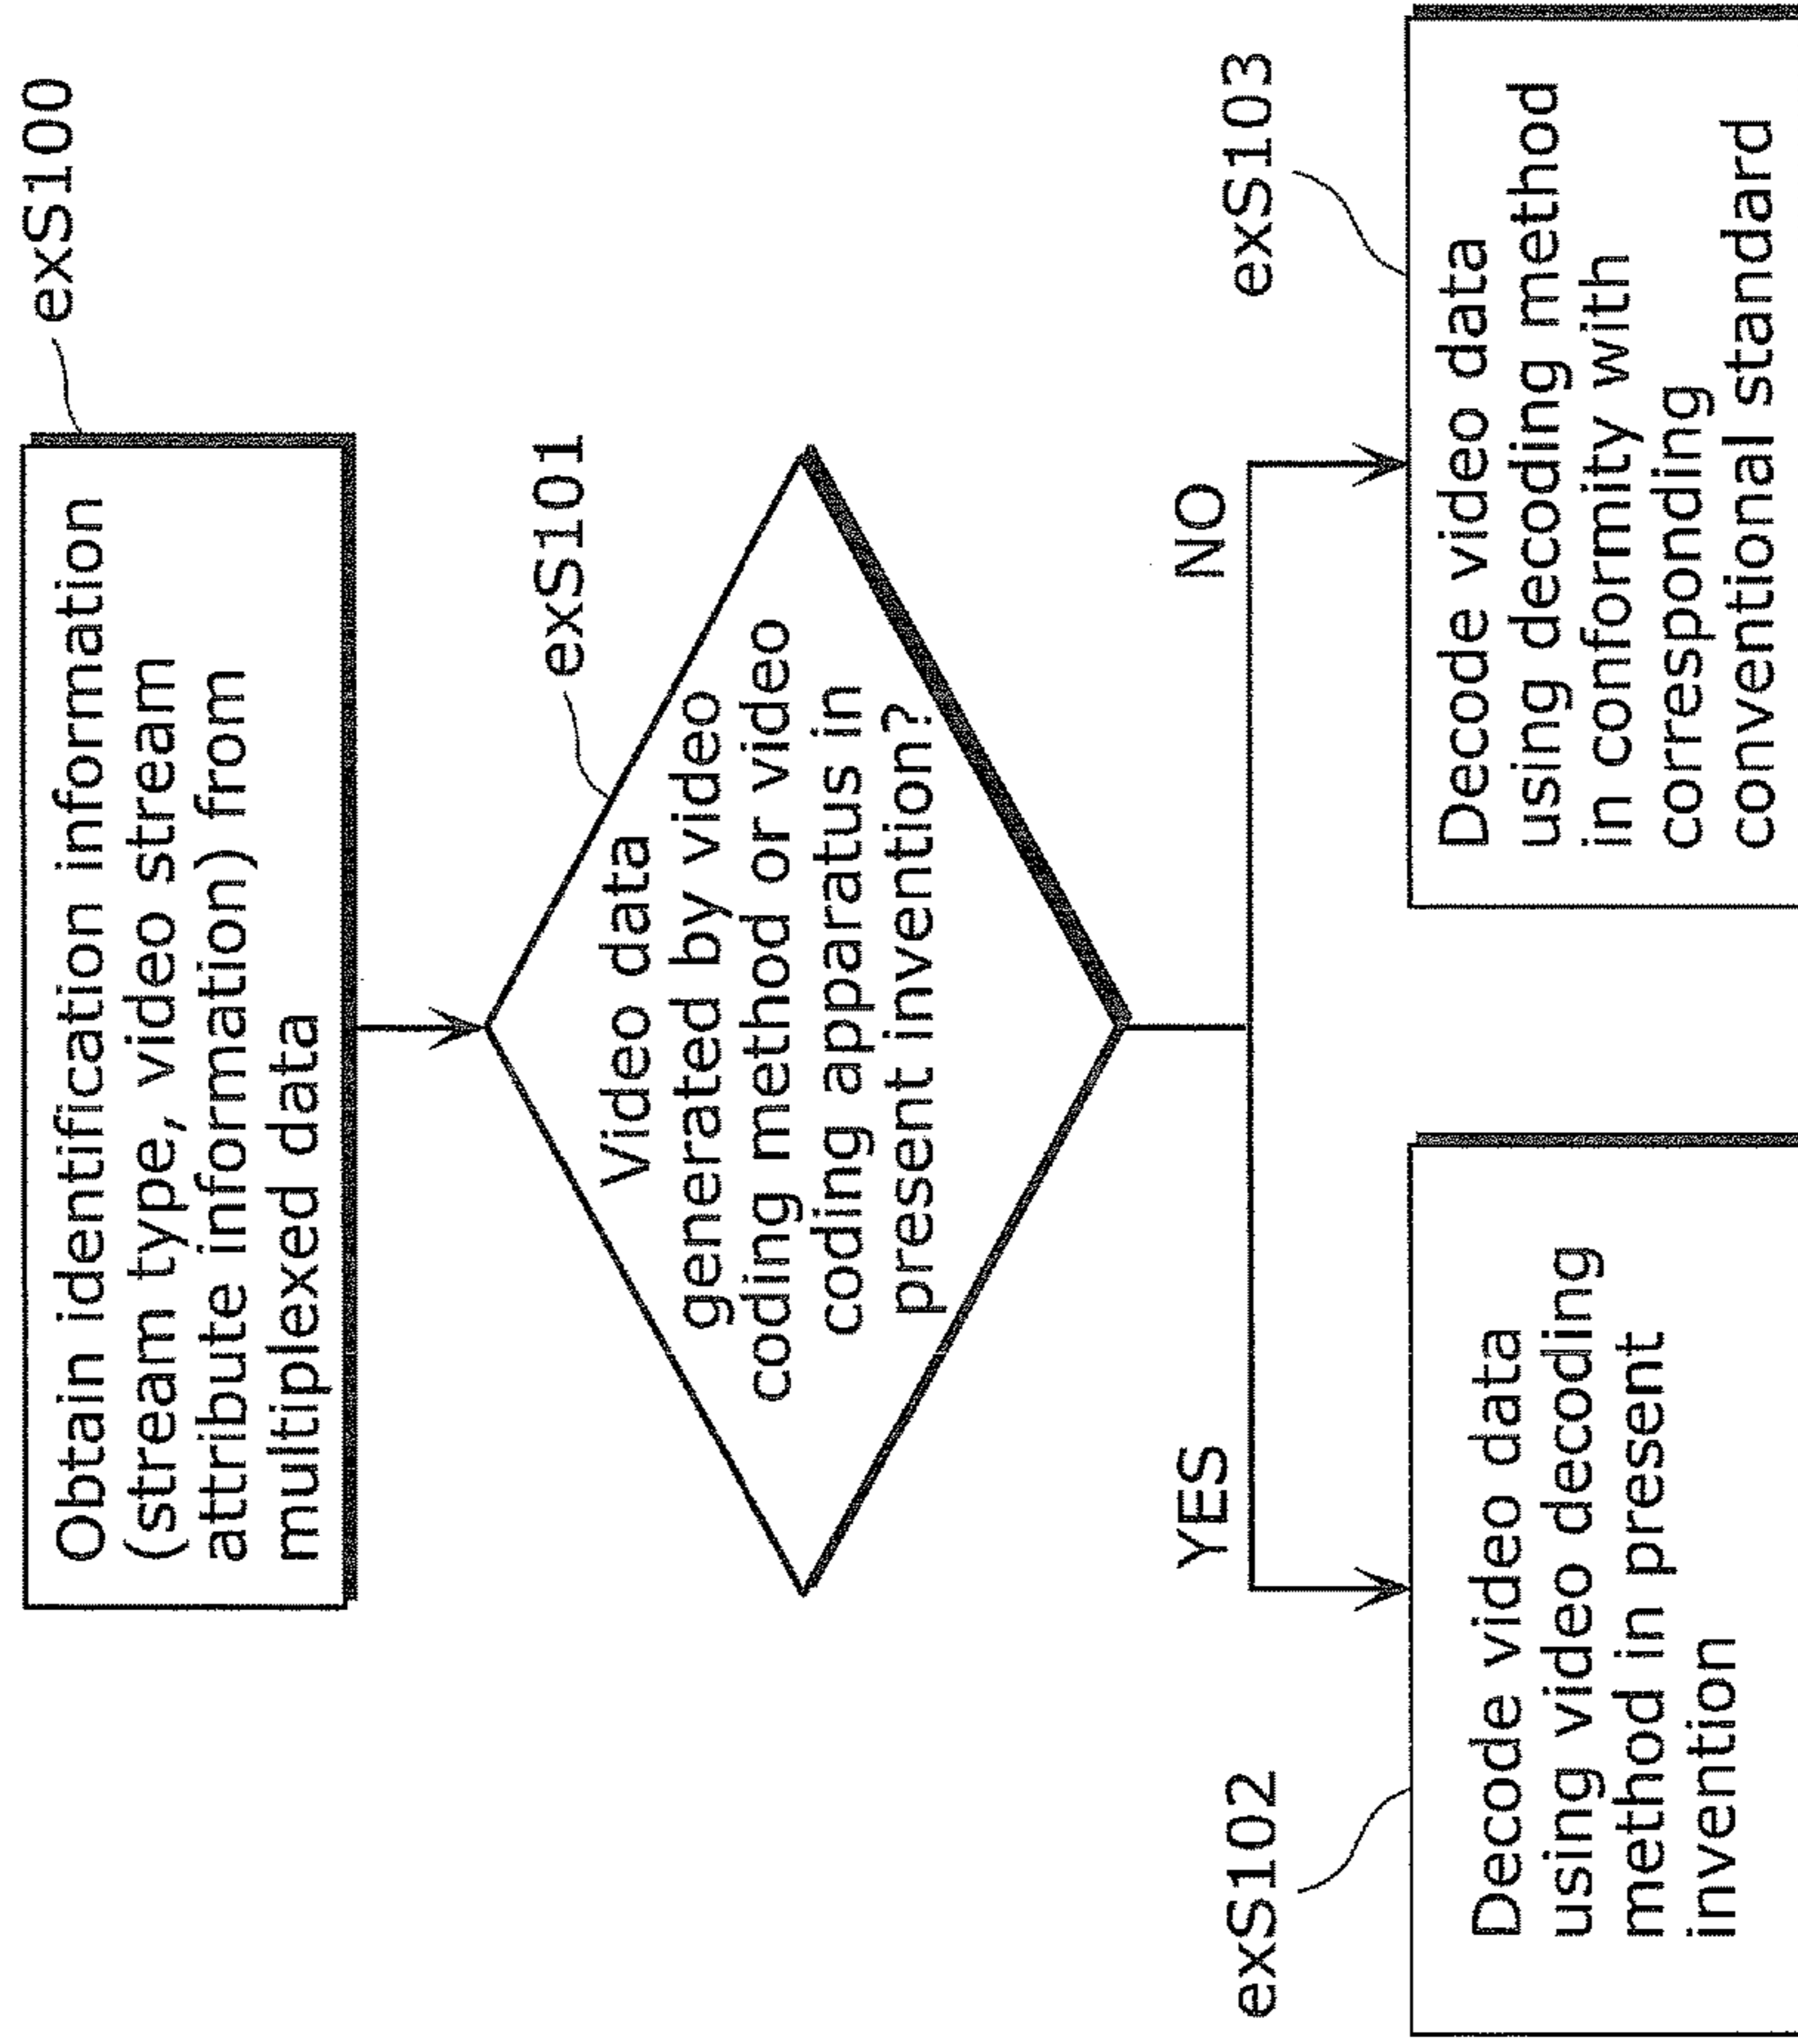 exS100
Obtain identification information
(stream type, video stream
attribute information) from
multiplexed data
exS101
Video data
generated by video
coding method or video
coding apparatus in
present invention?
YES
NO
exS102
Decode video data
using video decoding
method in present
invention
exS103
Decode video data
using decoding method
in conformity with
corresponding
conventional standard